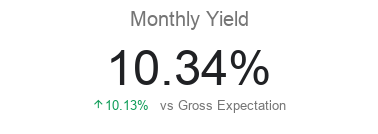 Monthly Yield
10.34%
↑ 10.13% vs Gross Expectation